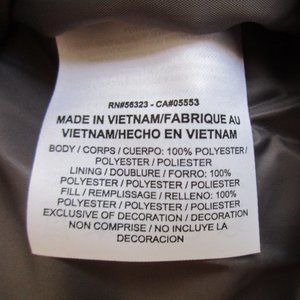 RN#56323 - CA#05553
MADE IN VIETNAM/FABRIQUE AU
VIETNAM/HECHO EN VIETNAM
BODY / CORPS / CUERPO: 100% POLYESTER /
POLYESTER / POLIESTER
LINING / DOUBLURE / FORRO: 100%
POLYESTER / POLYESTER / POLIESTER
FILL / REMPLISSAGE / RELLENO: 100%
POLYESTER / POLYESTER / POLIESTER
EXCLUSIVE OF DECORATION / DECORATION
NON COMPRISE / NO INCLUYE LA
DECORACION